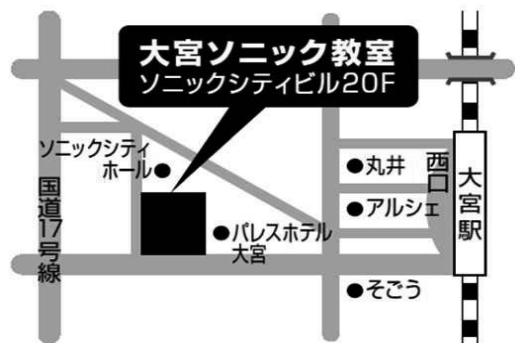 大宮ソニック教室
ソニックシティビル20F
ソニックシティ
ホール
国道17号線
パレスホテル
大宮
丸井
アルシェ
そごう
西口
大宮駅